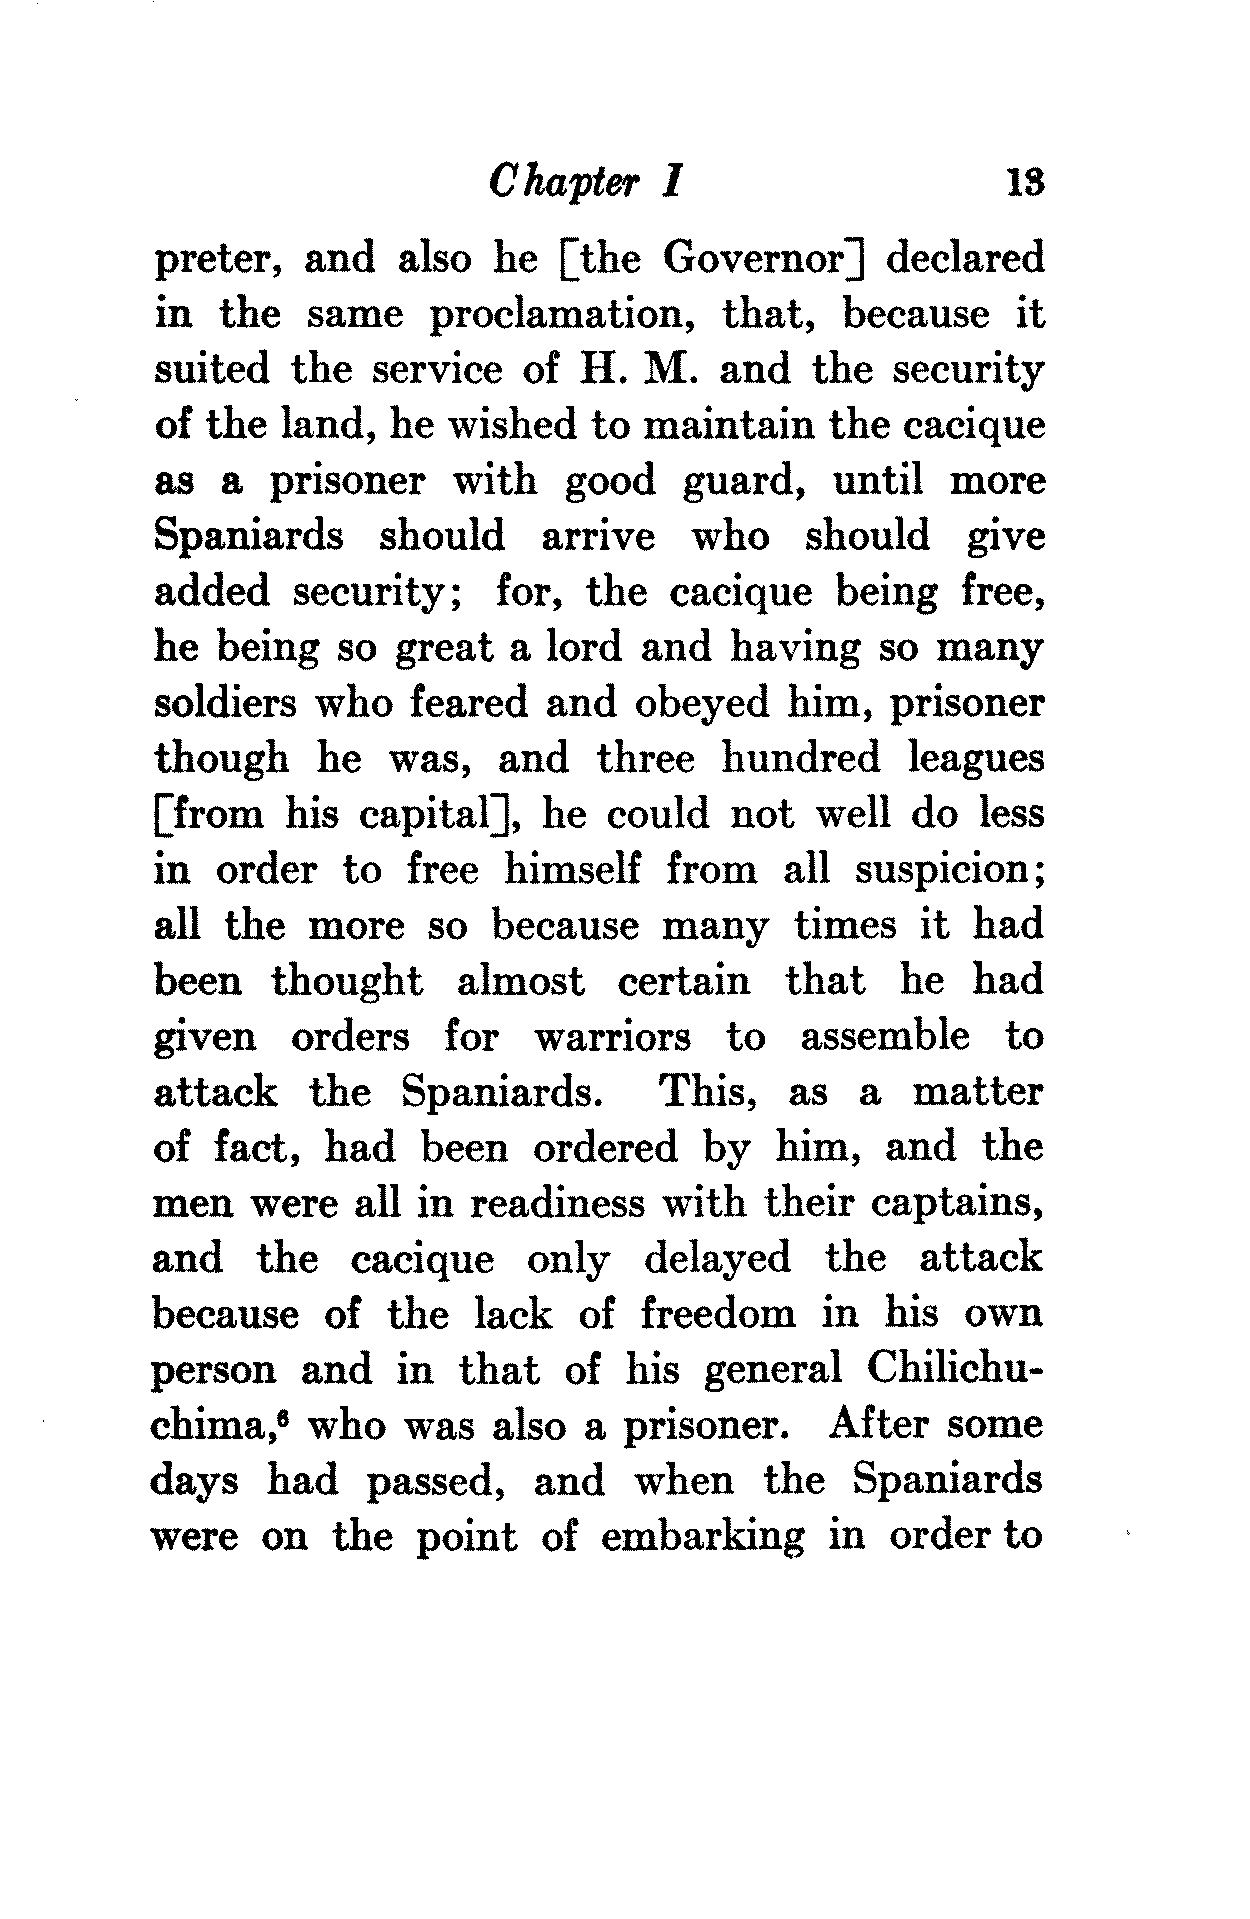 Chapter I 13
preter, and also he [the Governor] declared
in the same proclamation, that, because it
suited the service of H. M. and the security
of the land, he wished to maintain the cacique
as a prisoner with good guard, until more
Spaniards should arrive who should give
added security; for, the cacique being free,
he being so great a lord and having so many
soldiers who feared and obeyed him, prisoner
though he was, and three hundred leagues
[from his capital], he could not well do less
in order to free himself from all suspicion;
all the more so because many times it had
been thought almost certain that he had
given orders for warriors to assemble to
attack the Spaniards. This, as a matter
of fact, had been ordered by him, and the
men were all in readiness with their captains,
and the cacique only delayed the attack
because of the lack of freedom in his own
person and in that of his general Chilichu-
chima,⁶ who was also a prisoner. After some
days had passed, and when the Spaniards
were on the point of embarking in order to